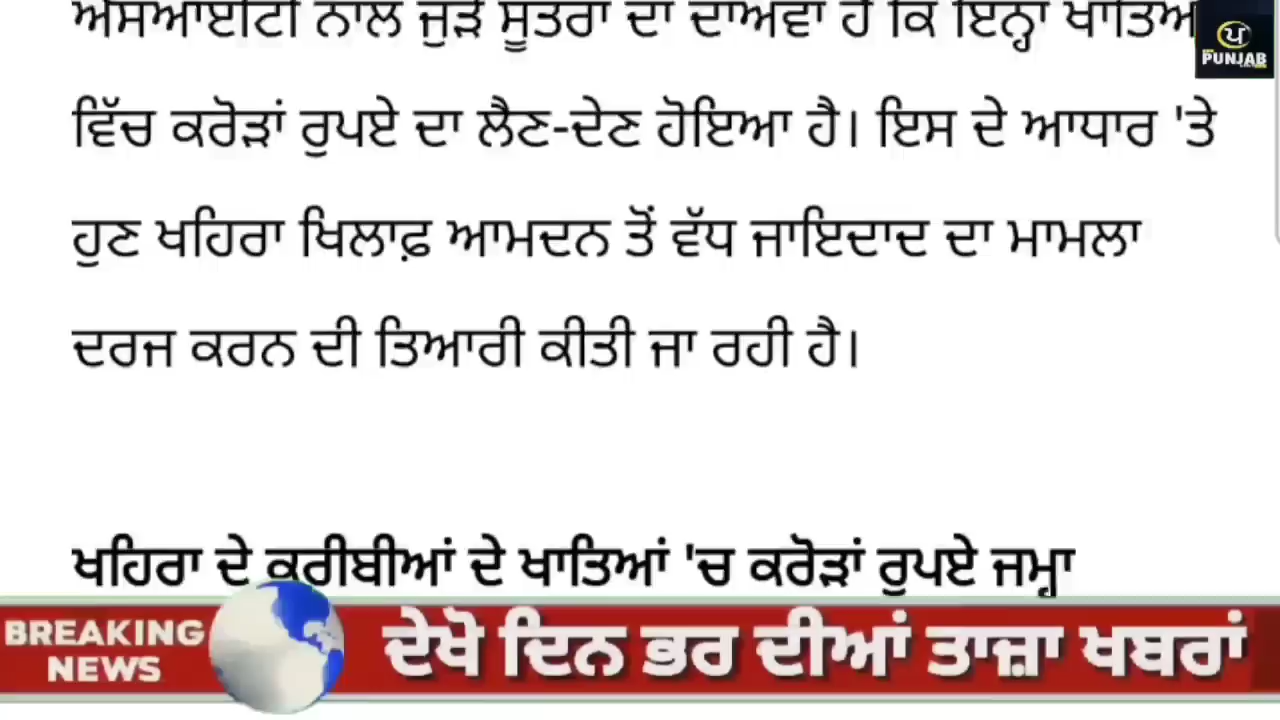 ਐਸਆਈਟੀ ਨਾਲ ਜੁੜੇ ਸੂਤਰਾਂ ਦਾ ਦਾਅਵਾ ਹੈ ਕਿ ਇਨ੍ਹਾਂ
ਵਿੱਚ ਕਰੋੜਾਂ ਰੁਪਏ ਦਾ ਲੈਣ-ਦੇਣ ਹੋਇਆ ਹੈ। ਇਸ ਦੇ ਆਧਾਰ 'ਤੇ
ਹੁਣ ਖਹਿਰਾ ਖਿਲਾਫ਼ ਆਮਦਨ ਤੋਂ ਵੱਧ ਜਾਇਦਾਦ ਦਾ ਮਾਮਲਾ
ਦਰਜ ਕਰਨ ਦੀ ਤਿਆਰੀ ਕੀਤੀ ਜਾ ਰਹੀ ਹੈ।
ਖਹਿਰਾ ਦੇ ਕਰੀਬੀਆਂ ਦੇ ਖਾਤਿਆਂ 'ਚ ਕਰੋੜਾਂ ਰੁਪਏ ਜਮ੍ਹਾ
ਪ
PUNJAB
BREAKING
NEWS
ਦੇਖੋ ਦਿਨ ਭਰ ਦੀਆਂ ਤਾਜ਼ਾ ਖਬਰਾਂ